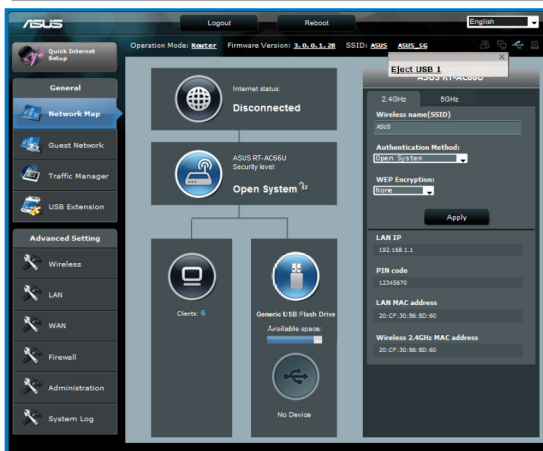 ASUS
Logout
Reboot
English
Quick Internet
Setup
Operation Mode: Router Firmware Version: 3.0.0.1.28 SSID: ASUS ASUS_5G
Eject USB 1
General
Network Map
Guest Network
Traffic Manager
USB Extension
Advanced Setting
Wireless
LAN
WAN
Firewall
Administration
System Log
Internet status:
Disconnected
ASUS RT-AC66U
Security level:
Open System
Clients: 6
Generic USB Flash Drive
Available space:
No Device
ASUS RT-AC66U
2.4GHz 5GHz
Wireless name(SSID)
ASUS
Authentication Method:
Open System
WEP Encryption:
None
Apply
LAN IP
192.168.1.1
PIN code
12345670
LAN MAC address
20:CF:30:B6:BD:60
Wireless 2.4GHz MAC address
20:CF:30:B6:BD:60